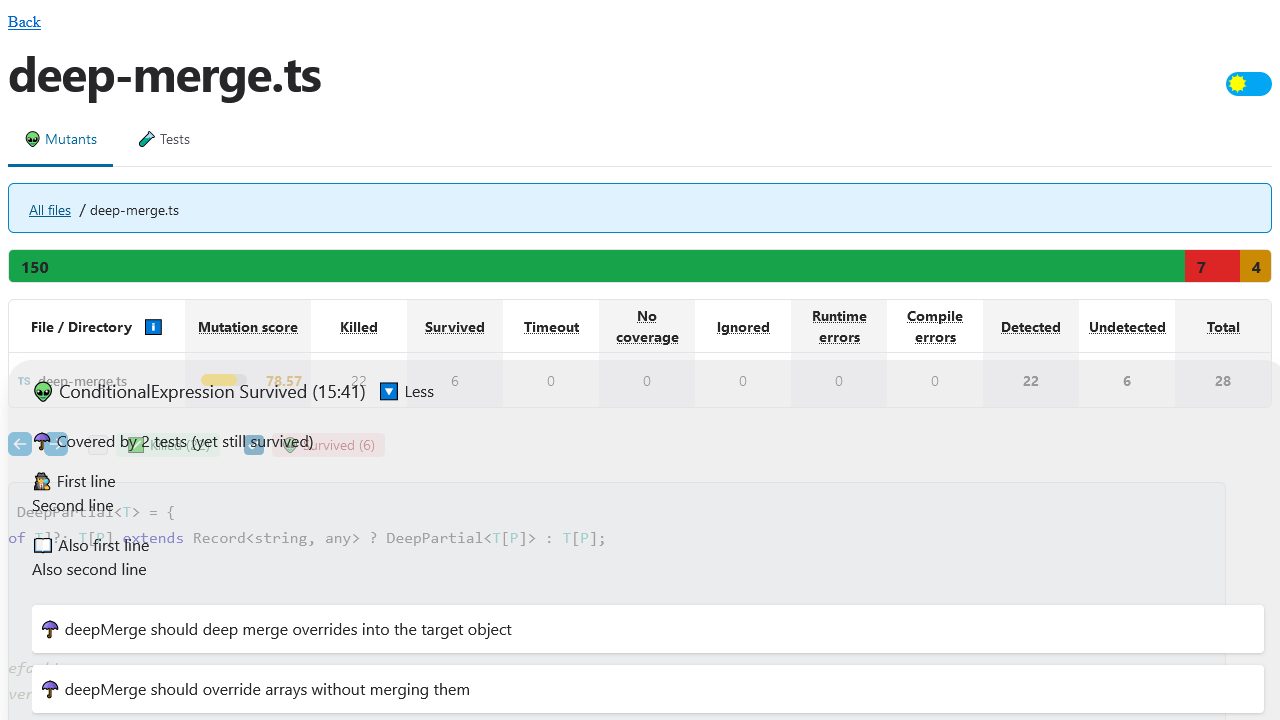 Back
deep-merge.ts
Mutants Tests
All files / deep-merge.ts
150 7 4
File / Directory Mutation score Killed Survived Timeout No coverage Ignored Runtime errors Compile errors Detected Undetected Total
TS deep-merge.ts 78.57 22 6 0 0 0 0 0 22 6 28
ConditionalExpression Survived (15:41) Less
Killed (22) Survived (6)
Covered by 2 tests (yet still survived)
First line
Second line
DeepPartial<T> = {
of T]?: T[P] extends Record<string, any> ? DeepPartial<T[P]> : T[P];
Also first line
Also second line
deepMerge should deep merge overrides into the target object
deepMerge should override arrays without merging them